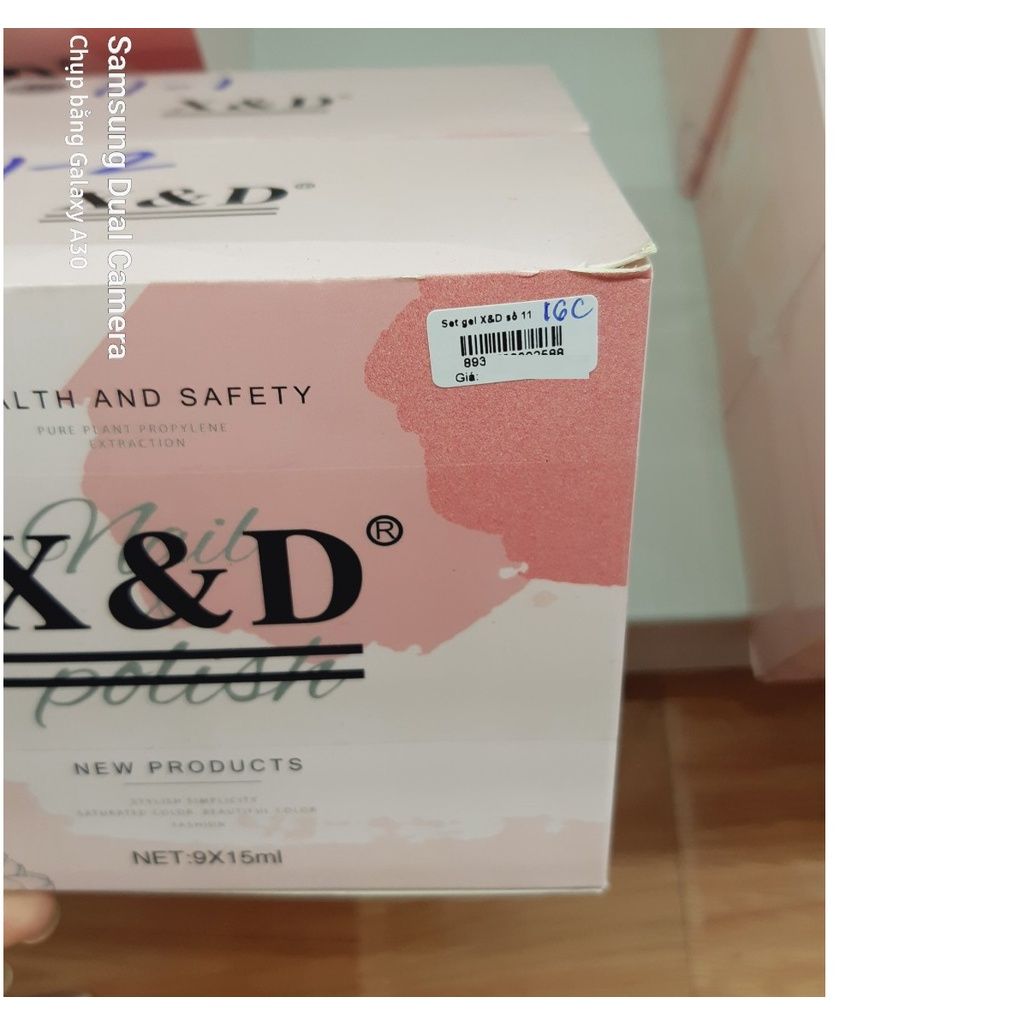 Samsung Dual Camera
Chụp bằng Galaxy A30
X&D
X&D®
Set gel X&D số 11 16C
893
Giá:
ALTH AND SAFETY
PURE PLANT PROPYLENE
EXTRACTION
Nail
X&D®
polish
NEW PRODUCTS
STYLISH SIMPLICITY
SATURATED COLOR BEAUTIFUL COLOR
FASHION
NET:9X15ml